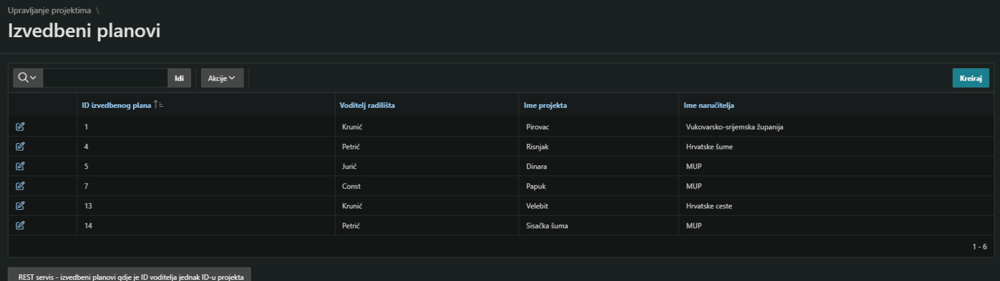 Upravljanje projektima \
Izvedbeni planovi
Idi Akcije Kreiraj
ID izvedbenog plana Voditelj radilišta Ime projekta Ime naručitelja
1 Krunić Pirovac Vukovarsko-srijemska županija
4 Petrić Risnjak Hrvatske šume
5 Jurić Dinara MUP
7 Const Papuk MUP
13 Krunić Velebit Hrvatske ceste
14 Petrić Sisačka šuma MUP
1 - 6
REST servis - izvedbeni planovi gdje je ID voditelja jednak ID-u projekta